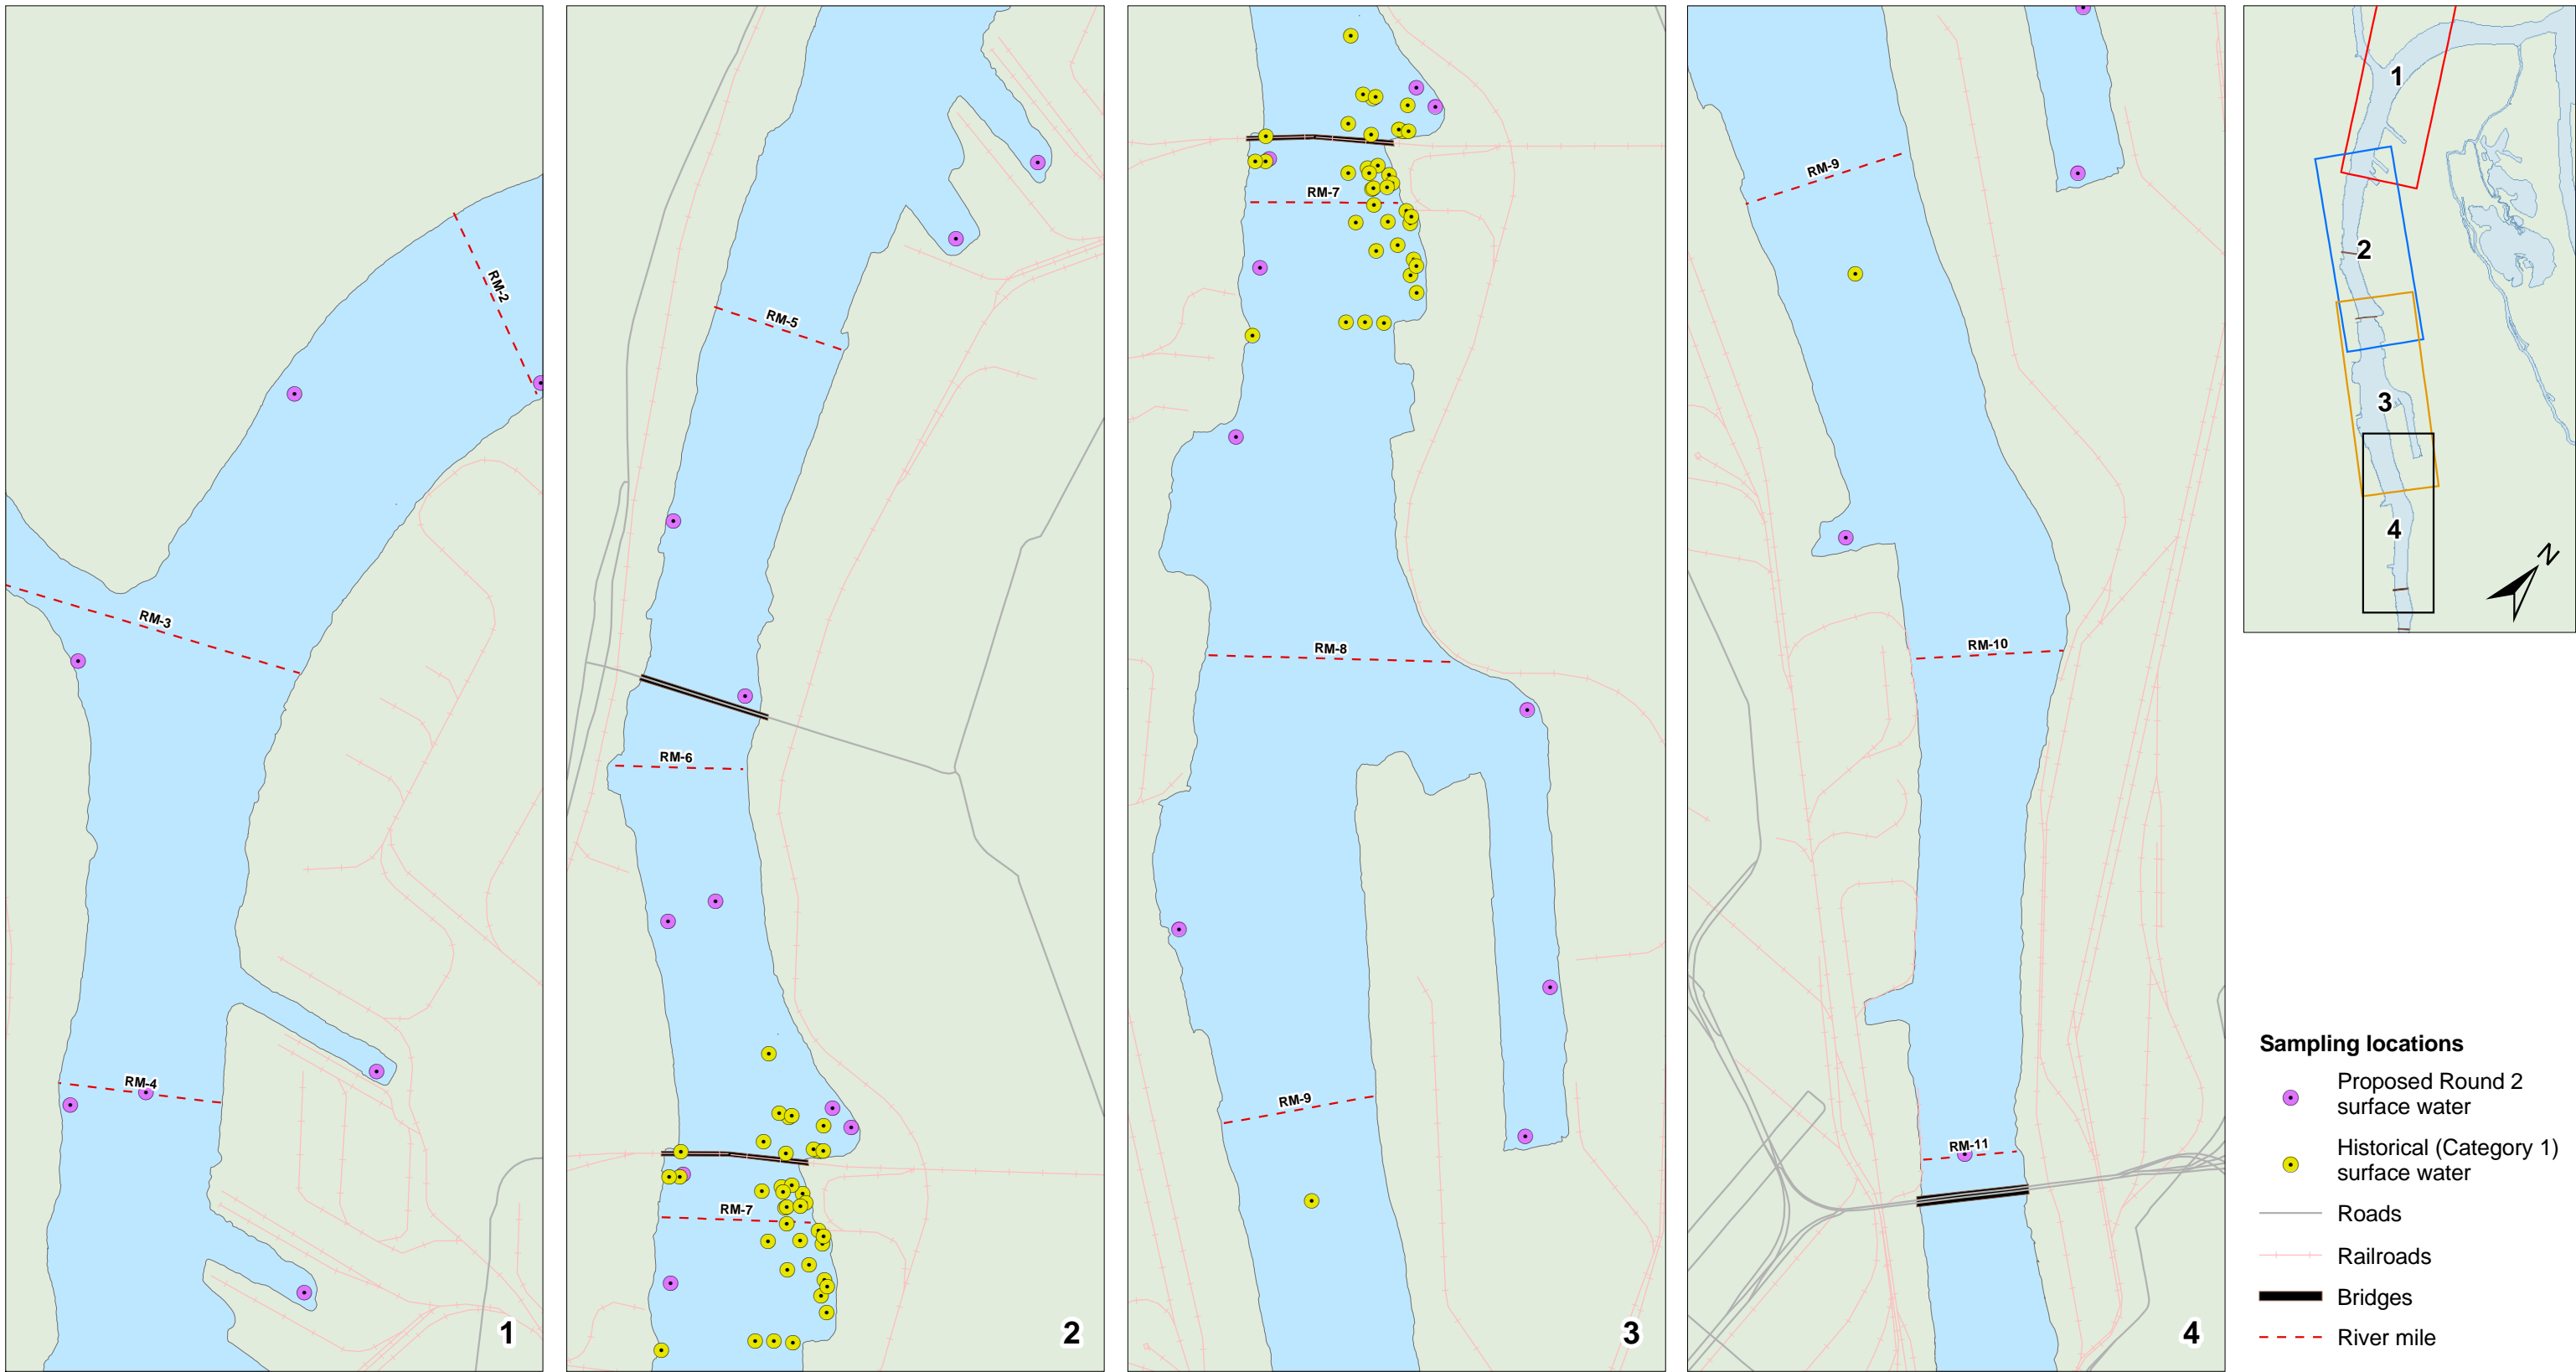 RM-2
RM-3
RM-4
1
RM-5
RM-6
RM-7
2
RM-7
RM-8
RM-9
3
RM-9
RM-10
RM-11
4
1
2
3
4
N
Sampling locations
Proposed Round 2
surface water
Historical (Category 1)
surface water
Roads
Railroads
Bridges
River mile